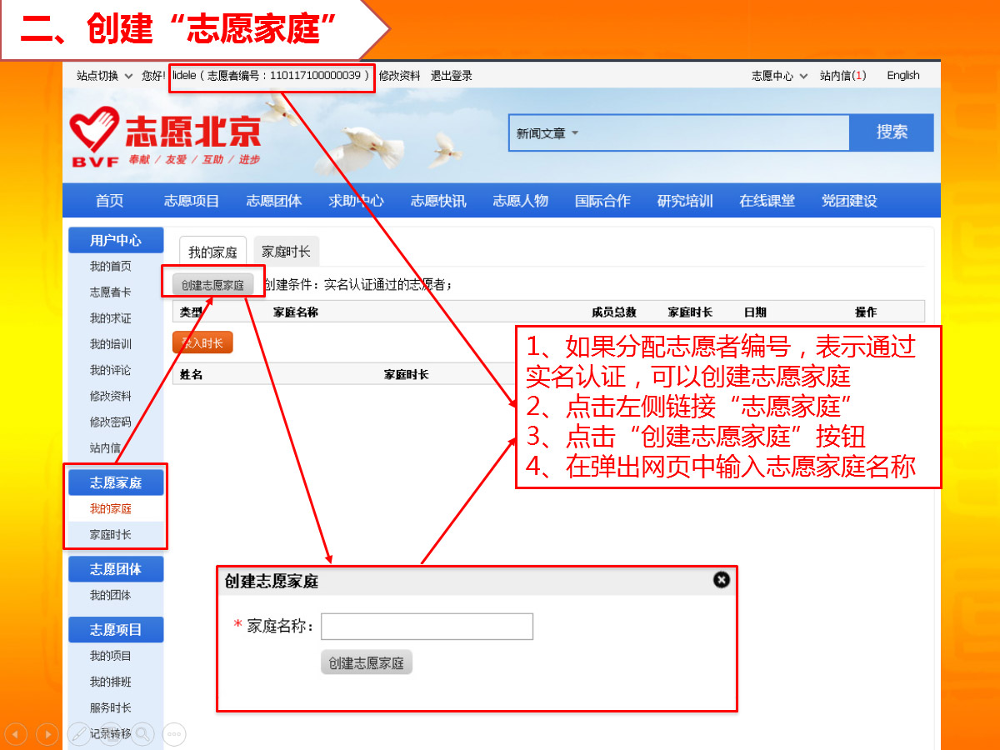 二、创建“志愿家庭”
站点切换 您好! lidele（志愿者编号：110117100000039） 修改资料 退出登录 志愿中心 站内信(1) English
志愿北京
BVF 奉献 / 友爱 / 互助 / 进步
新闻文章 搜索
首页 志愿项目 志愿团体 求助中心 志愿快讯 志愿人物 国际合作 研究培训 在线课堂 党团建设
用户中心
我的首页
志愿者卡
我的求证
我的培训
我的评论
修改资料
修改密码
站内信
志愿家庭
我的家庭
家庭时长
志愿团体
我的团体
志愿项目
我的项目
我的排班
服务时长
记录转移
我的家庭 家庭时长
创建志愿家庭 创建条件：实名认证通过的志愿者；
类型 家庭名称 成员总数 家庭时长 日期 操作
录入时长
姓名 家庭时长
1、如果分配志愿者编号，表示通过
实名认证，可以创建志愿家庭
2、点击左侧链接“志愿家庭”
3、点击“创建志愿家庭”按钮
4、在弹出网页中输入志愿家庭名称
创建志愿家庭
* 家庭名称：
创建志愿家庭